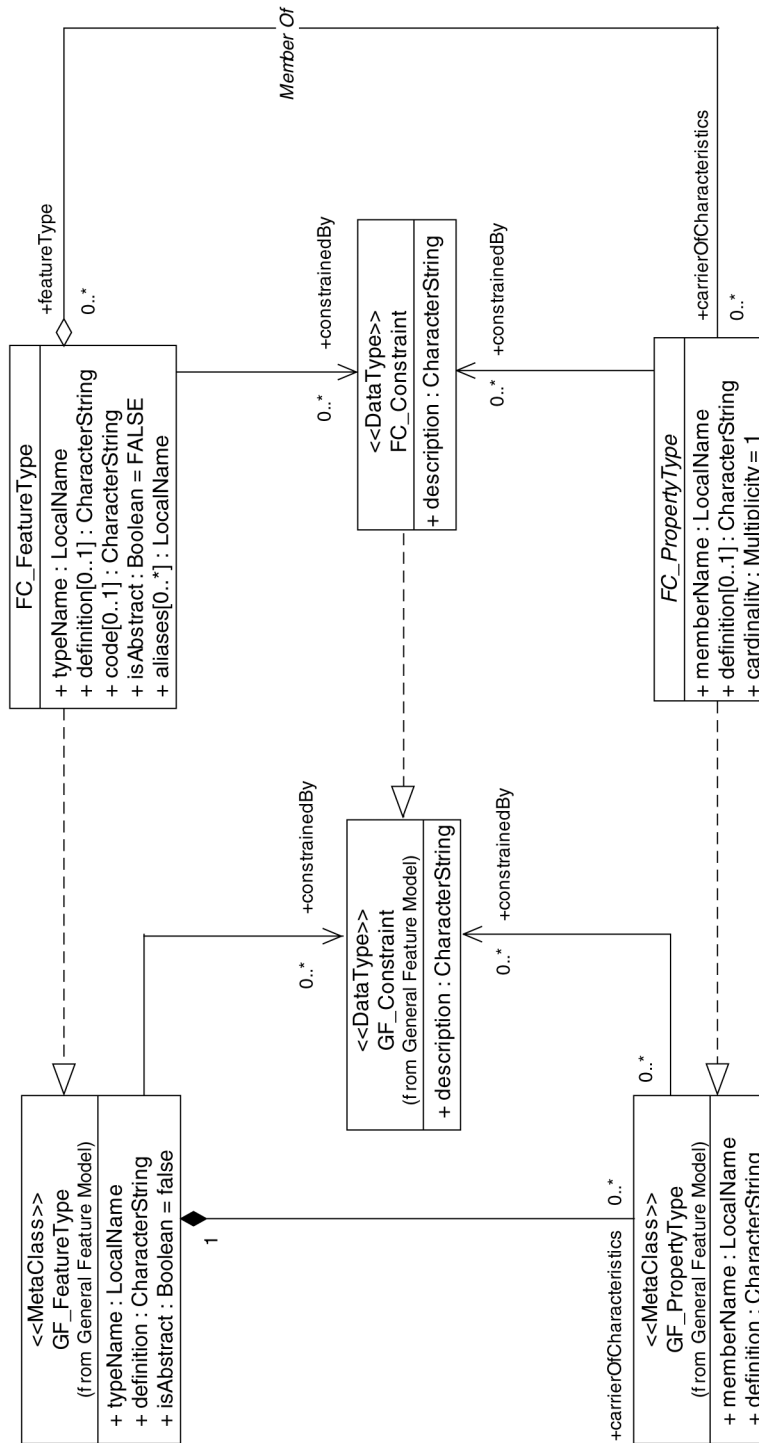 <<MetaClass>>
GF_FeatureType
(from General Feature Model)
+ typeName : LocalName
+ definition : CharacterString
+ isAbstract : Boolean = false
1
+carrierOfCharacteristics
0..*
<<MetaClass>>
GF_PropertyType
(from General Feature Model)
+ memberName : LocalName
+ definition : CharacterString
0..*
+constrainedBy
0..*
<<DataType>>
GF_Constraint
(from General Feature Model)
+ description : CharacterString
+constrainedBy
0..*
FC_FeatureType
+ typeName : LocalName
+ definition[0..1] : CharacterString
+ code[0..1] : CharacterString
+ isAbstract : Boolean = FALSE
+ aliases[0..*] : LocalName
+featureType
0..*
+constrainedBy
0..*
<<DataType>>
FC_Constraint
+ description : CharacterString
+constrainedBy
0..*
Member Of
+carrierOfCharacteristics
0..*
FC_PropertyType
+ memberName : LocalName
+ definition[0..1] : CharacterString
+ cardinality : Multiplicity = 1